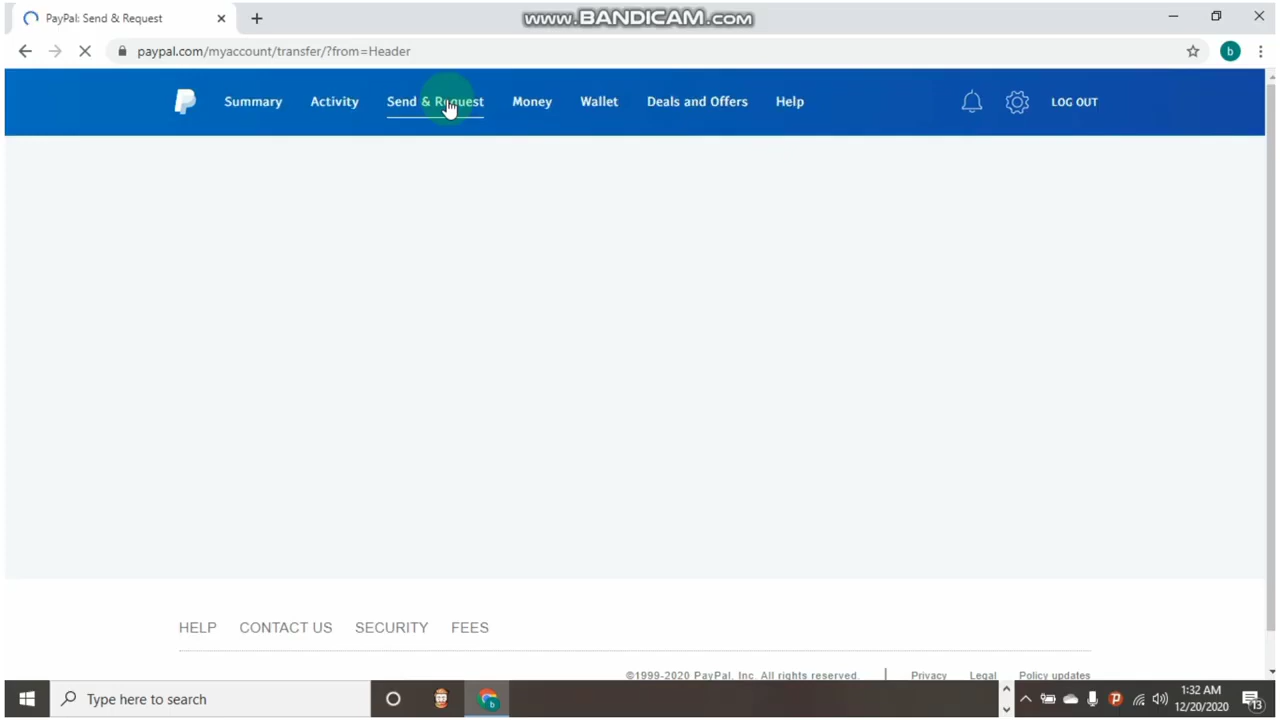 PayPal: Send & Request
www.BANDICAM.com
paypal.com/myaccount/transfer/?from=Header
b
Summary Activity Send & Request Money Wallet Deals and Offers Help LOG OUT
HELP CONTACT US SECURITY FEES
©1999-2020 PayPal, Inc. All rights reserved. | Privacy Legal Policy updates
Type here to search
b
1:32 AM
12/20/2020
13